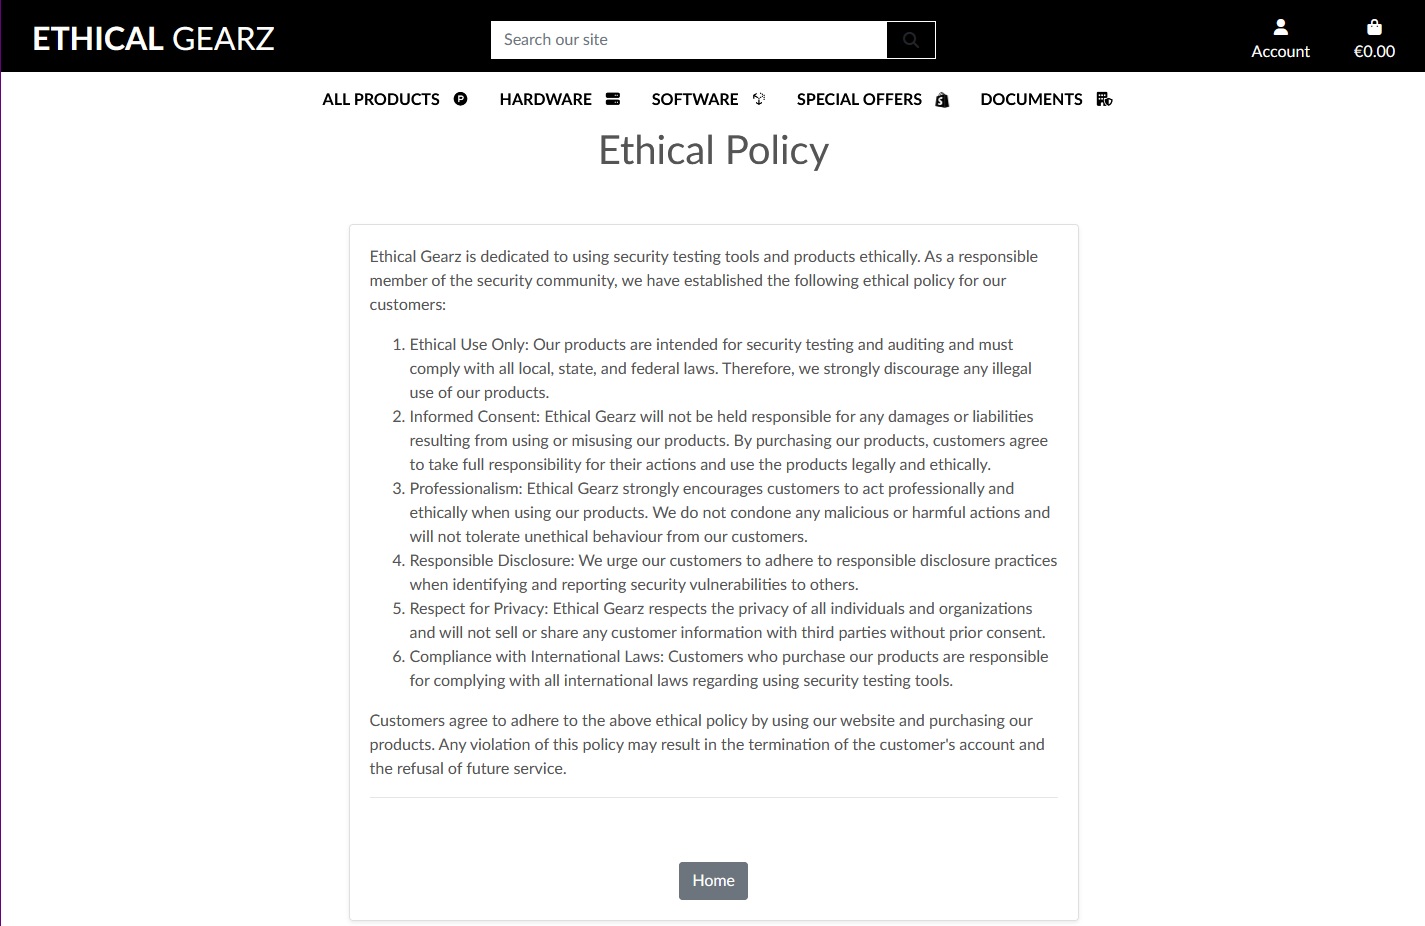 ETHICAL GEARZ
Search our site
Account
€0.00
ALL PRODUCTS
HARDWARE
SOFTWARE
SPECIAL OFFERS
DOCUMENTS
Ethical Policy
Ethical Gearz is dedicated to using security testing tools and products ethically. As a responsible
member of the security community, we have established the following ethical policy for our
customers:
1. Ethical Use Only: Our products are intended for security testing and auditing and must
comply with all local, state, and federal laws. Therefore, we strongly discourage any illegal
use of our products.
2. Informed Consent: Ethical Gearz will not be held responsible for any damages or liabilities
resulting from using or misusing our products. By purchasing our products, customers agree
to take full responsibility for their actions and use the products legally and ethically.
3. Professionalism: Ethical Gearz strongly encourages customers to act professionally and
ethically when using our products. We do not condone any malicious or harmful actions and
will not tolerate unethical behaviour from our customers.
4. Responsible Disclosure: We urge our customers to adhere to responsible disclosure practices
when identifying and reporting security vulnerabilities to others.
5. Respect for Privacy: Ethical Gearz respects the privacy of all individuals and organizations
and will not sell or share any customer information with third parties without prior consent.
6. Compliance with International Laws: Customers who purchase our products are responsible
for complying with all international laws regarding using security testing tools.
Customers agree to adhere to the above ethical policy by using our website and purchasing our
products. Any violation of this policy may result in the termination of the customer's account and
the refusal of future service.
Home